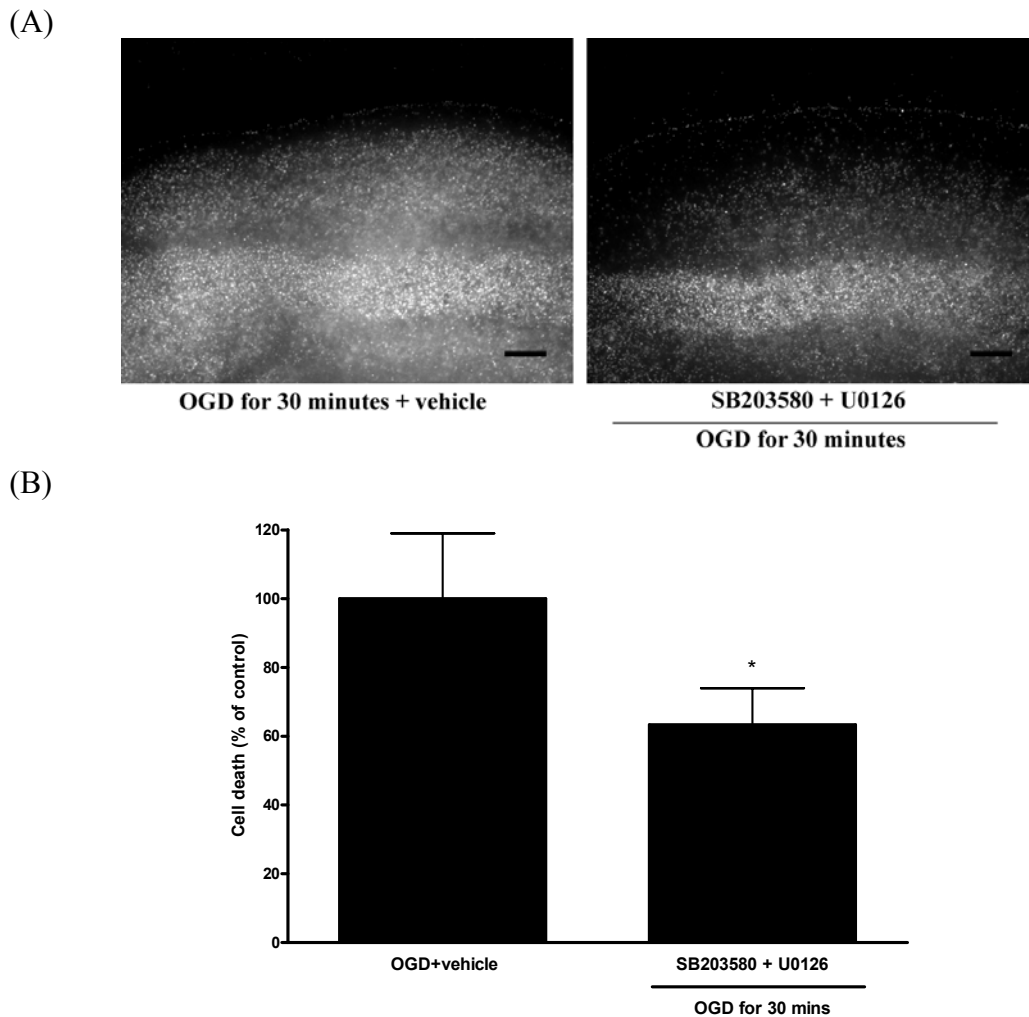 (A)
OGD for 30 minutes + vehicle
SB203580 + U0126
OGD for 30 minutes
(B)
Cell death (% of control)
120
100
80
60
40
20
0
*
OGD+vehicle
SB203580 + U0126
OGD for 30 mins